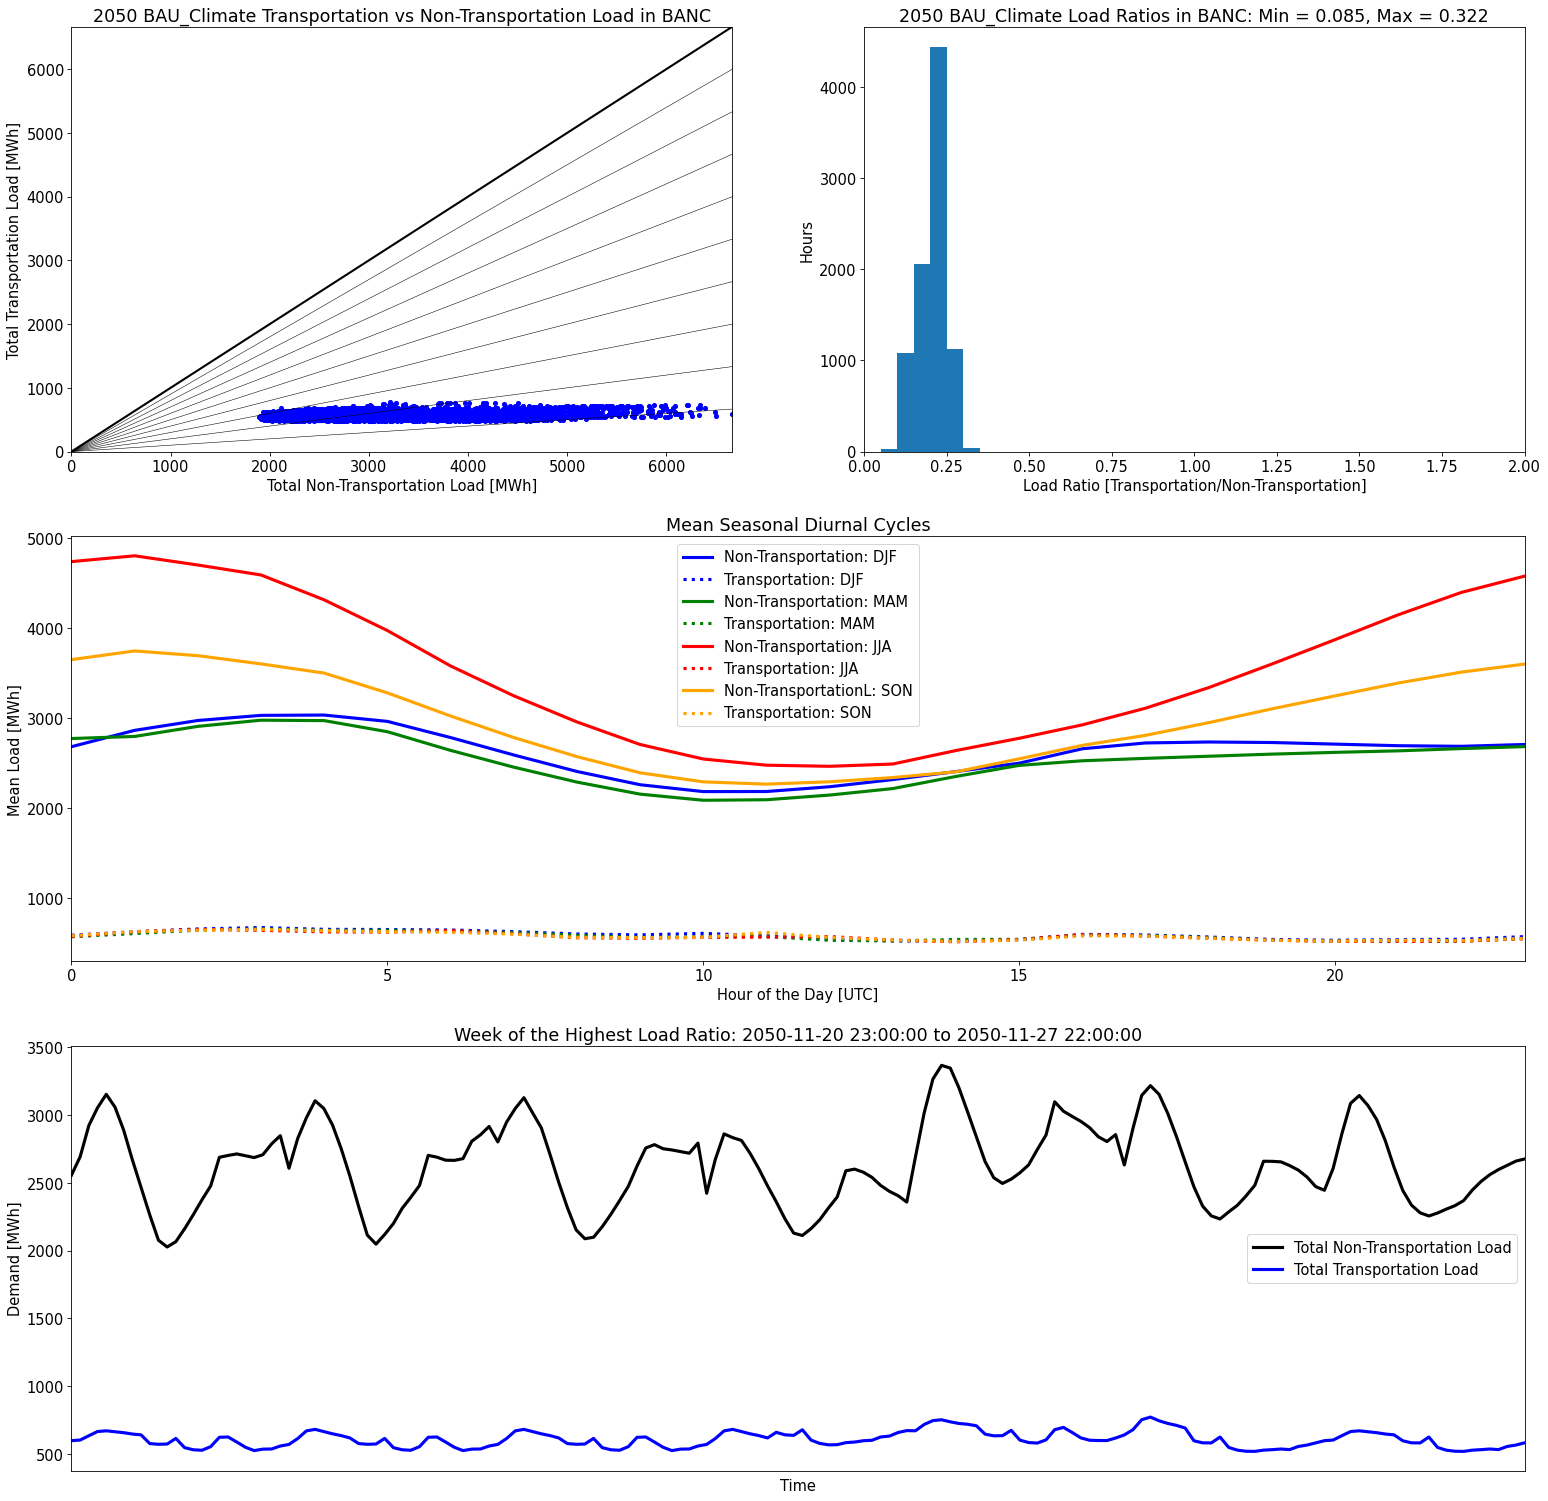 2050 BAU_Climate Transportation vs Non-Transportation Load in BANC
Total Transportation Load [MWh]
6000
5000
4000
3000
2000
1000
0
0 1000 2000 3000 4000 5000 6000
Total Non-Transportation Load [MWh]
2050 BAU_Climate Load Ratios in BANC: Min = 0.085, Max = 0.322
Hours
4000
3000
2000
1000
0
0.00 0.25 0.50 0.75 1.00 1.25 1.50 1.75 2.00
Load Ratio [Transportation/Non-Transportation]
Mean Seasonal Diurnal Cycles
Mean Load [MWh]
5000
4000
3000
2000
1000
Non-Transportation: DJF
Transportation: DJF
Non-Transportation: MAM
Transportation: MAM
Non-Transportation: JJA
Transportation: JJA
Non-TransportationL: SON
Transportation: SON
0 5 10 15 20
Hour of the Day [UTC]
Week of the Highest Load Ratio: 2050-11-20 23:00:00 to 2050-11-27 22:00:00
Demand [MWh]
3500
3000
2500
2000
1500
1000
500
Total Non-Transportation Load
Total Transportation Load
Time